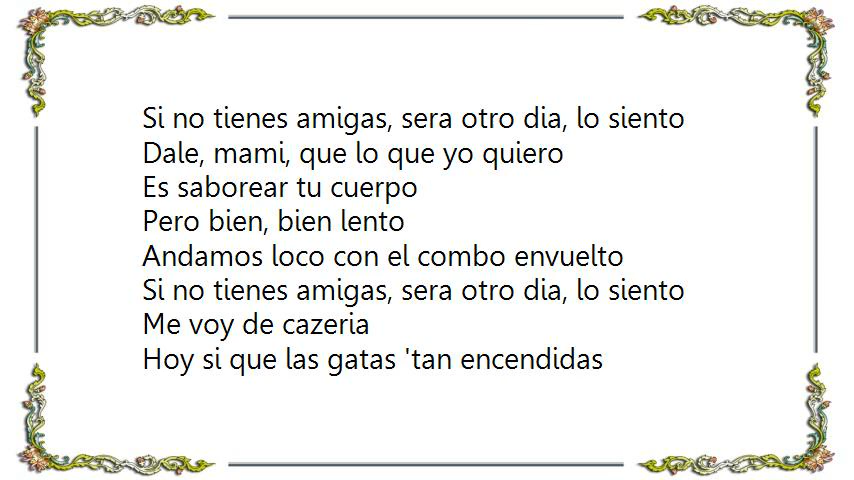 Si no tienes amigas, sera otro dia, lo siento
Dale, mami, que lo que yo quiero
Es saborear tu cuerpo
Pero bien, bien lento
Andamos loco con el combo envuelto
Si no tienes amigas, sera otro dia, lo siento
Me voy de cazeria
Hoy si que las gatas 'tan encendidas